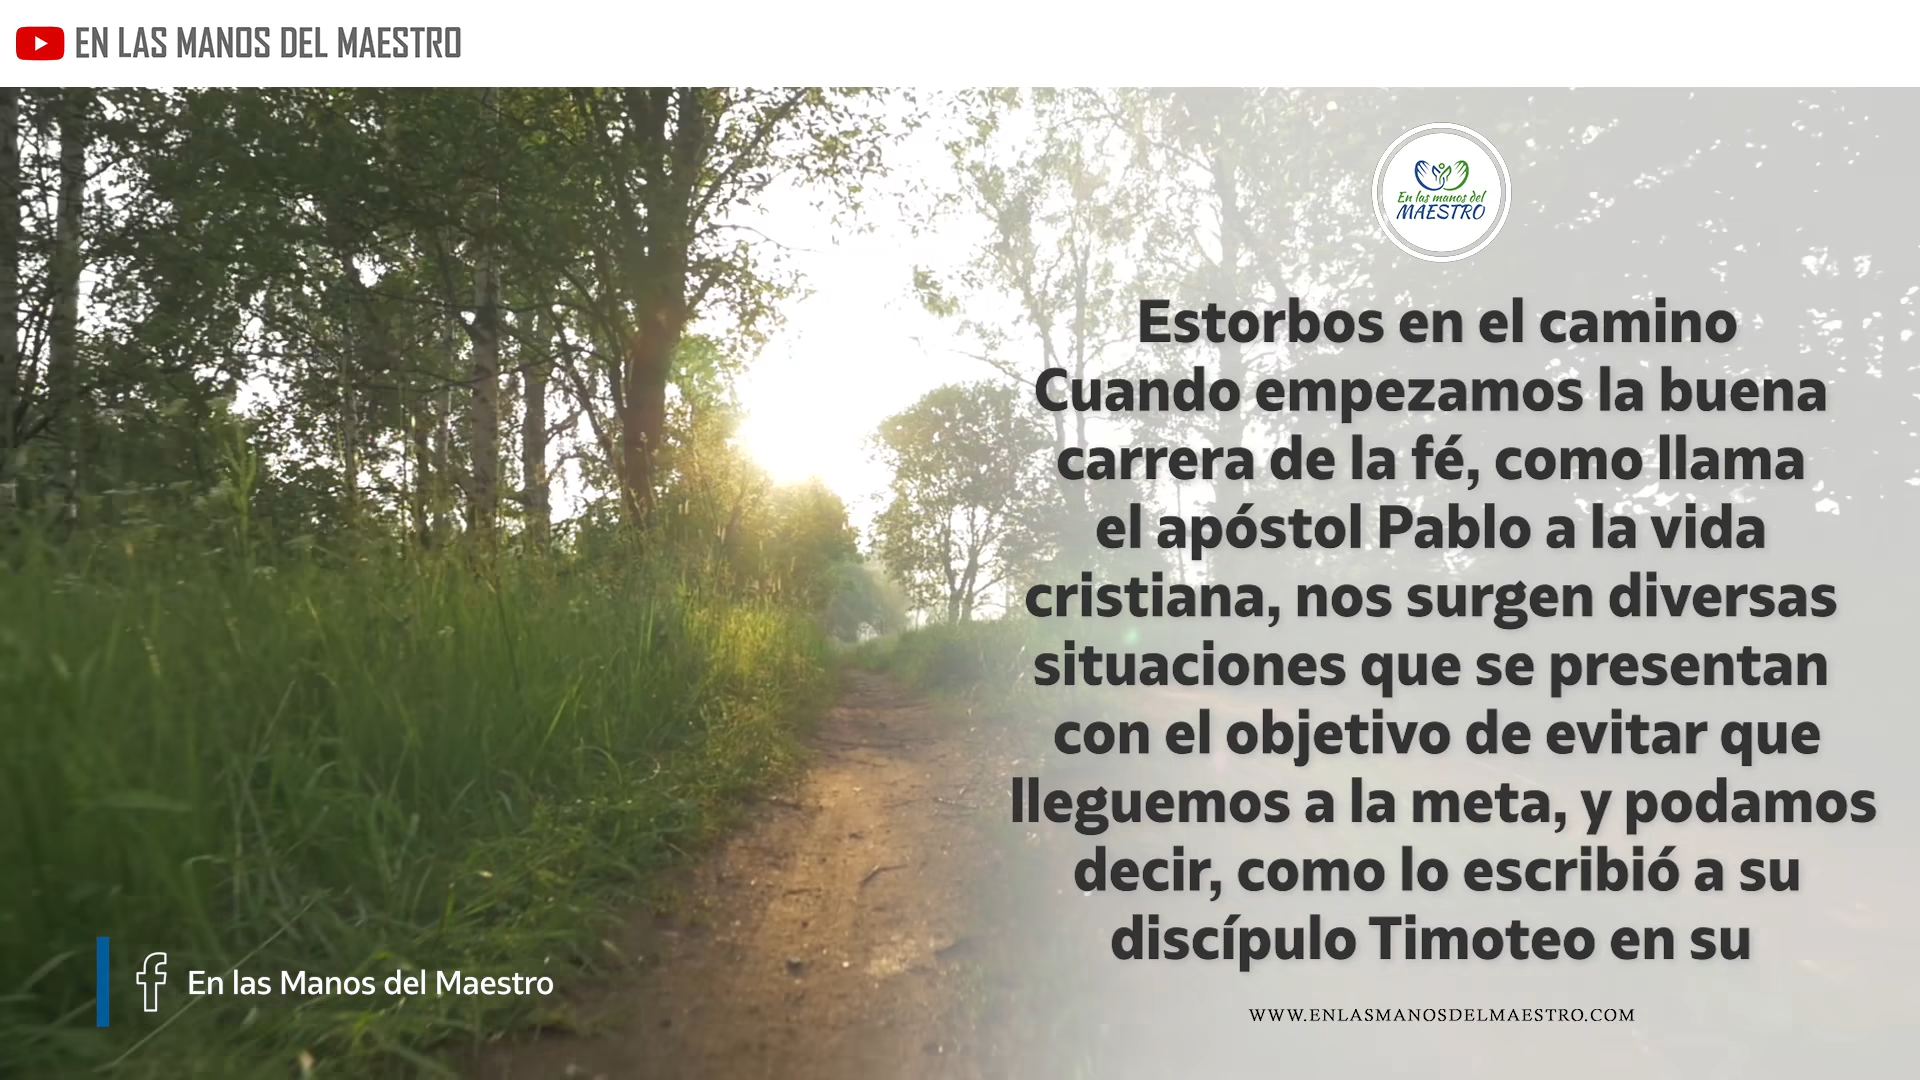 EN LAS MANOS DEL MAESTRO
En las manos del
MAESTRO
Estorbos en el camino
Cuando empezamos la buena
carrera de la fé, como llama
el apóstol Pablo a la vida
cristiana, nos surgen diversas
situaciones que se presentan
con el objetivo de evitar que
lleguemos a la meta, y podamos
decir, como lo escribió a su
discípulo Timoteo en su
En las Manos del Maestro
WWW.ENLASMANOSDELMAESTRO.COM